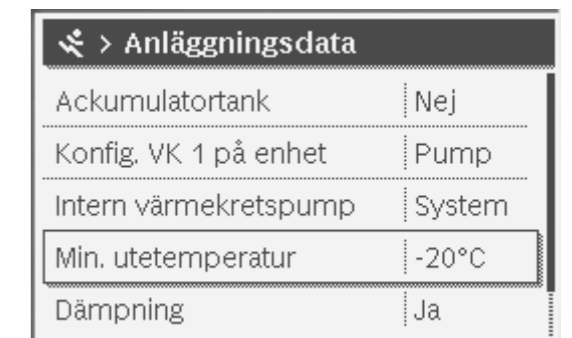 > Anläggningsdata
Ackumulatortank Nej
Konfig. VK 1 på enhet Pump
Intern värmekretspump System
Min. utetemperatur -20°C
Dämpning Ja